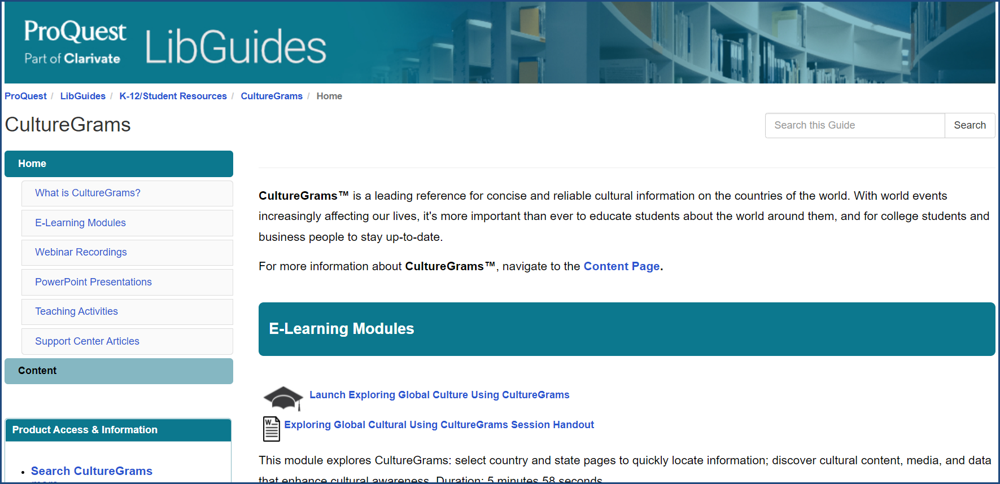 ProQuest
Part of Clarivate
LibGuides
ProQuest / LibGuides / K-12/Student Resources / CultureGrams / Home
CultureGrams
Search this Guide
Search
Home
What is CultureGrams?
E-Learning Modules
Webinar Recordings
PowerPoint Presentations
Teaching Activities
Support Center Articles
Content
Product Access & Information
• Search CultureGrams
CultureGrams™ is a leading reference for concise and reliable cultural information on the countries of the world. With world events
increasingly affecting our lives, it's more important than ever to educate students about the world around them, and for college students and
business people to stay up-to-date.
For more information about CultureGrams™, navigate to the Content Page.
E-Learning Modules
Launch Exploring Global Culture Using CultureGrams
W
Exploring Global Cultural Using CultureGrams Session Handout
This module explores CultureGrams: select country and state pages to quickly locate information; discover cultural content, media, and data
that enhance cultural awareness. Duration: 5 minutes 58 seconds